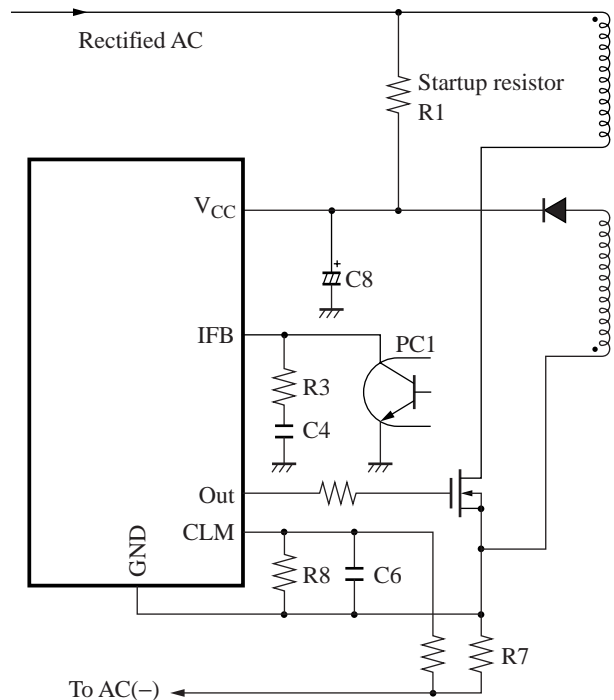 Rectified AC
Startup resistor
R1
VCC
+
C8
IFB
PC1
R3
C4
Out
CLM
GND
R8
C6
R7
To AC(−)